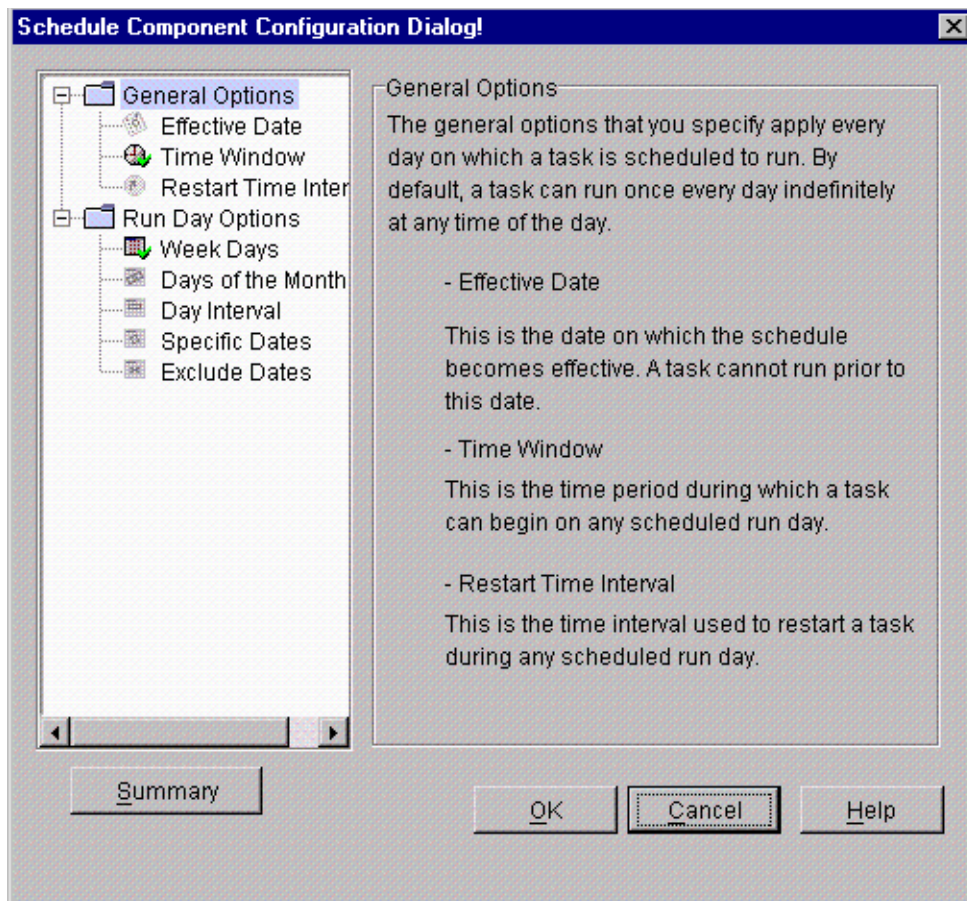 Schedule Component Configuration Dialog!
General Options
Effective Date
Time Window
Restart Time Inter
Run Day Options
Week Days
Days of the Month
Day Interval
Specific Dates
Exclude Dates
Summary
General Options
The general options that you specify apply every
day on which a task is scheduled to run. By
default, a task can run once every day indefinitely
at any time of the day.
- Effective Date
This is the date on which the schedule
becomes effective. A task cannot run prior to
this date.
- Time Window
This is the time period during which a task
can begin on any scheduled run day.
- Restart Time Interval
This is the time interval used to restart a task
during any scheduled run day.
OK
Cancel
Help